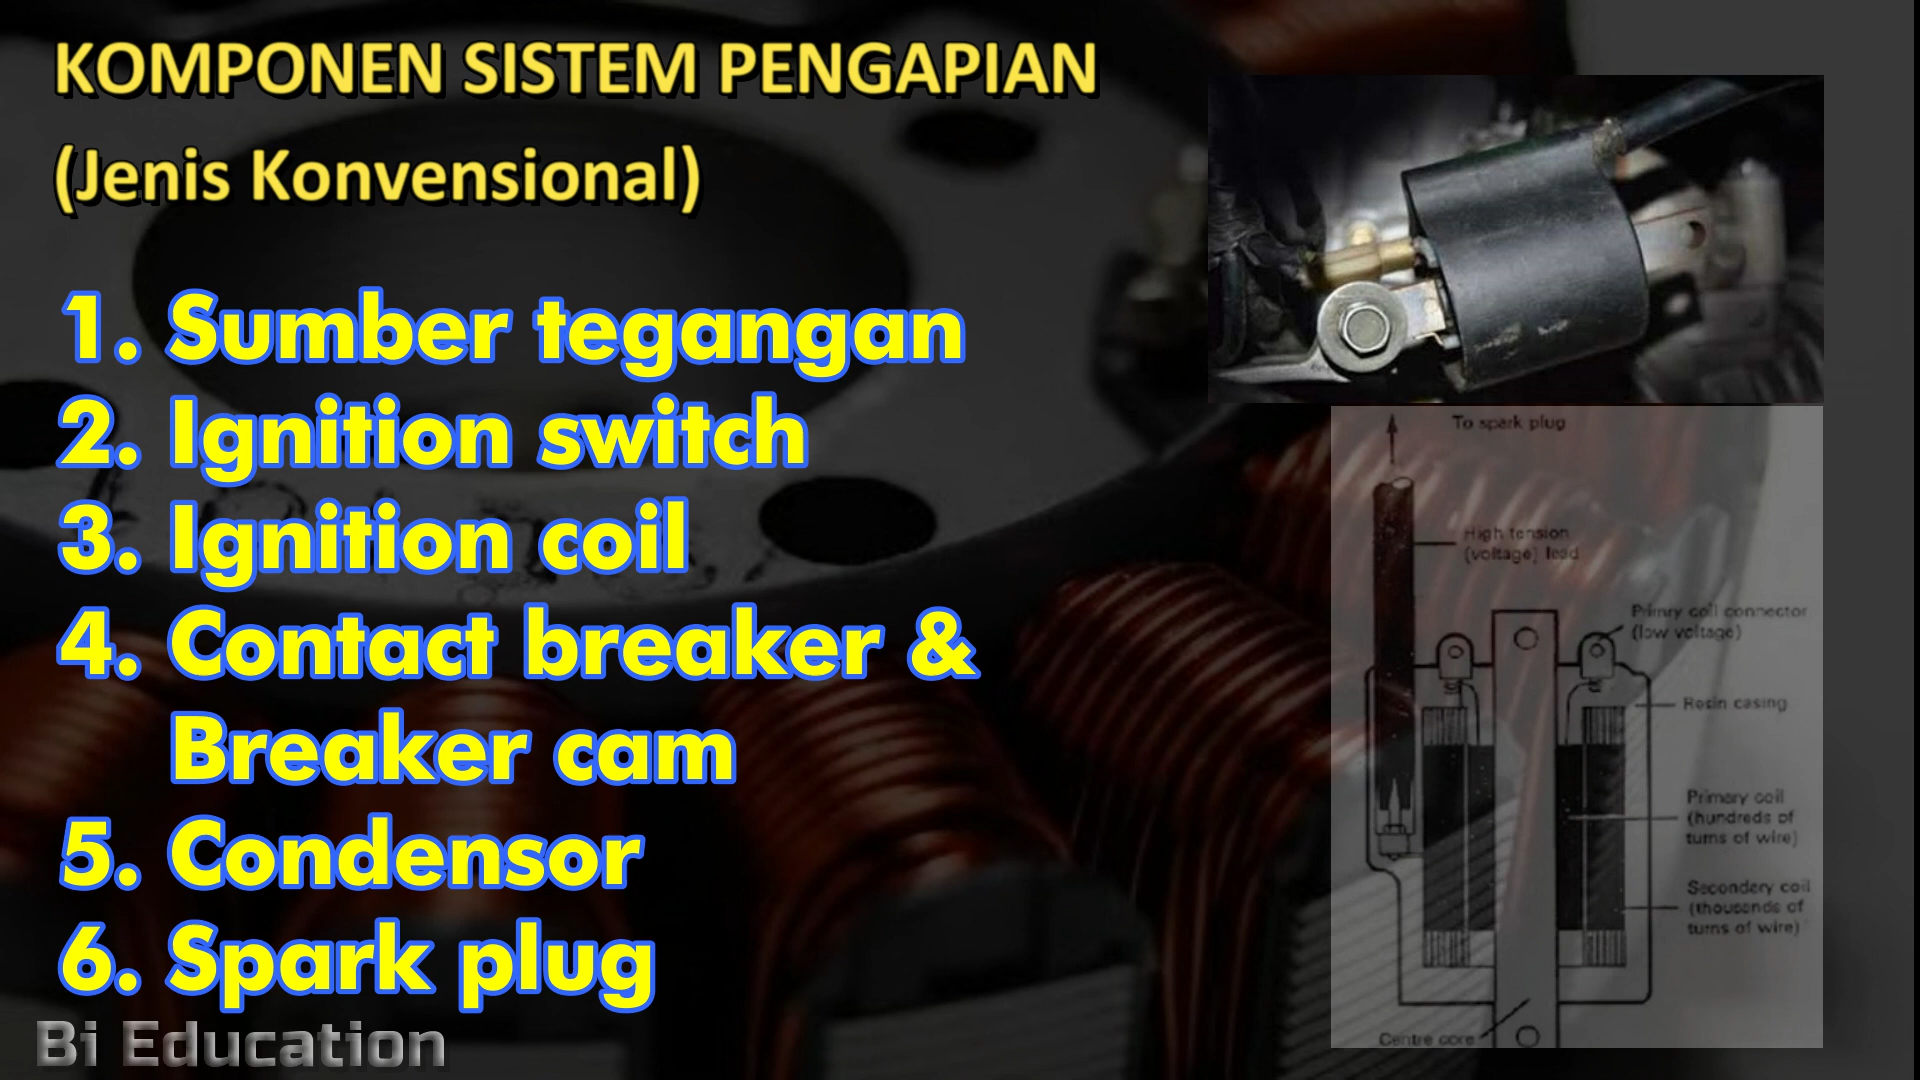 KOMPONEN SISTEM PENGAPIAN
(Jenis Konvensional)
1. Sumber tegangan
2. Ignition switch
3. Ignition coil
4. Contact breaker &
Breaker cam
5. Condensor
6. Spark plug
Bi Education
To spark plug
High tension
(voltage) lead
Primry coil connector
(low voltage)
Resin casing
Primary coil
(hundreds of
turns of wire)
Secondary coil
(thousands of
turns of wire)
Centre core